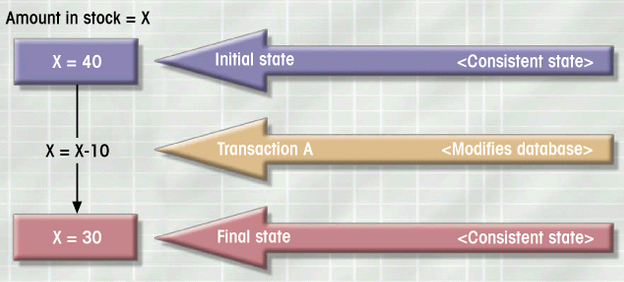 Amount in stock = X
X = 40
Initial state <Consistent state>
X = X-10
Transaction A <Modifies database>
X = 30
Final state <Consistent state>